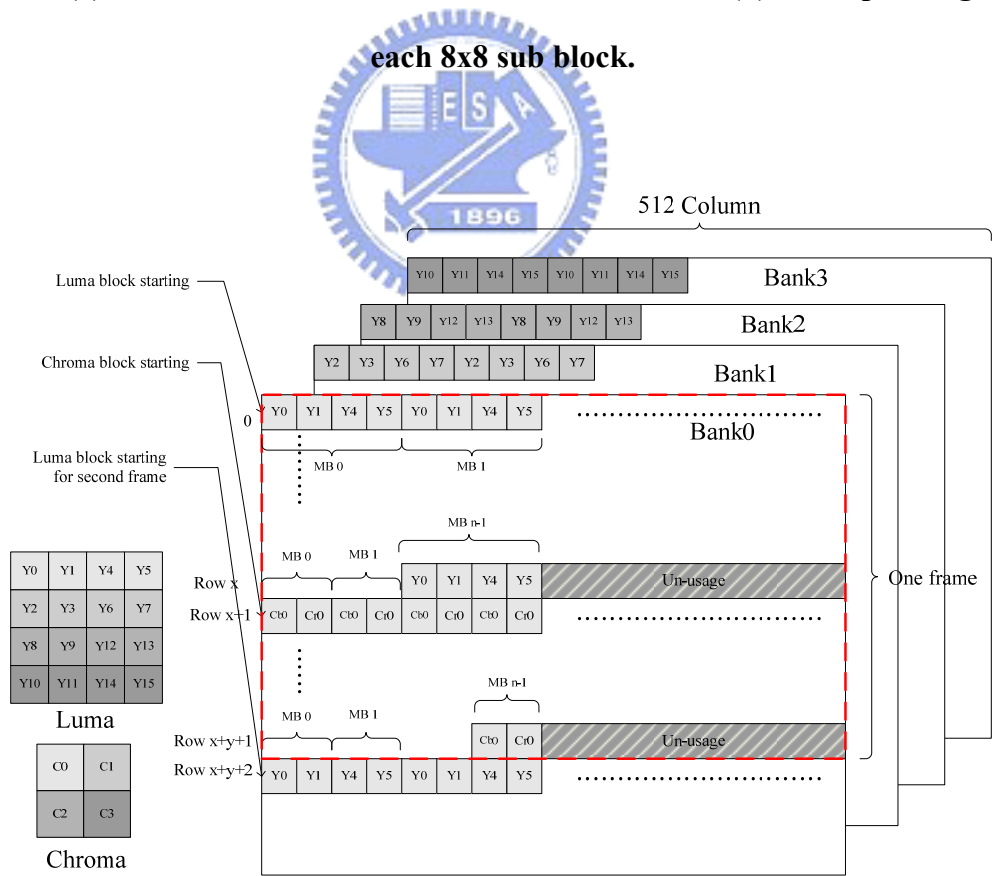 each 8x8 sub block.
E S A
1896
512 Column
Y10 Y11 Y14 Y15 Y10 Y11 Y14 Y15
Bank3
Luma block starting
Y8 Y9 Y12 Y13 Y8 Y9 Y12 Y13
Bank2
Chroma block starting
Y2 Y3 Y6 Y7 Y2 Y3 Y6 Y7
Bank1
0
Y0 Y1 Y4 Y5 Y0 Y1 Y4 Y5
Bank0
Luma block starting
for second frame
MB 0 MB 1
MB n-1
MB 0 MB 1
Row x
Y0 Y1 Y4 Y5
Un-usage
One frame
Row x+1
Cb0 Cr0 Cb0 Cr0 Cb0 Cr0 Cb0 Cr0
Y0 Y1 Y4 Y5
Y2 Y3 Y6 Y7
Y8 Y9 Y12 Y13
Y10 Y11 Y14 Y15
Luma
MB n-1
MB 0 MB 1
Row x+y+1
Cb0 Cr0
Un-usage
Row x+y+2
Y0 Y1 Y4 Y5 Y0 Y1 Y4 Y5
C0 C1
C2 C3
Chroma